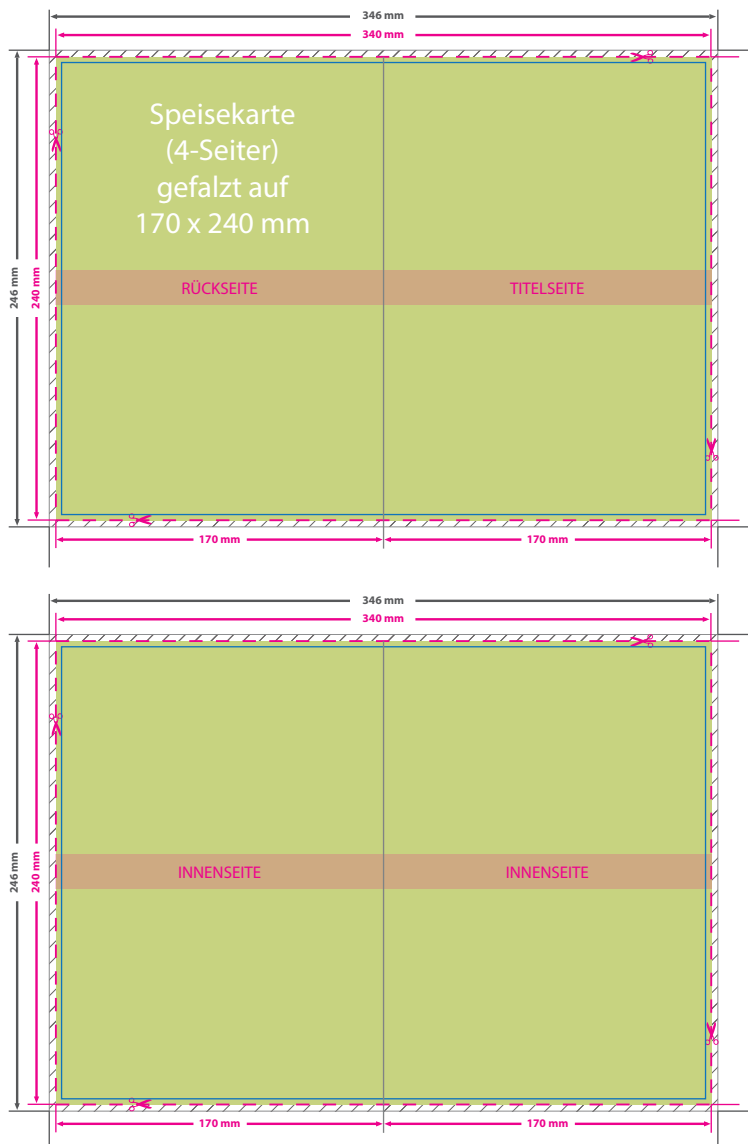 346 mm
340 mm
Speisekarte
(4-Seiter)
gefalzt auf
170 x 240 mm
246 mm
240 mm
RÜCKSEITE
TITELSEITE
170 mm
170 mm
346 mm
340 mm
246 mm
240 mm
INNENSEITE
INNENSEITE
170 mm
170 mm